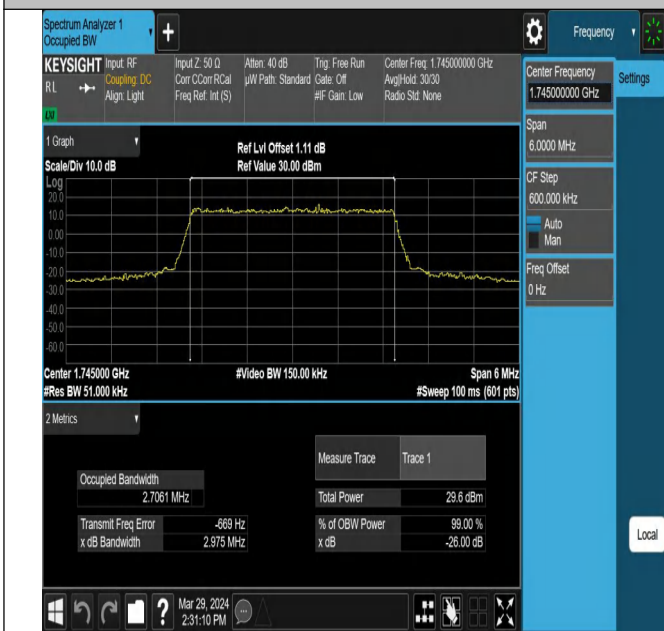 Spectrum Analyzer 1
Occupied BW
Frequency
KEYSIGHT
RL
LXI
Input: RF
Coupling: DC
Align: Light
Input Z: 50 Ω
Corr CCorr RCal
Freq Ref: Int (S)
Atten: 40 dB
µW Path: Standard
Trig: Free Run
Gate: Off
#IF Gain: Low
Center Freq: 1.745000000 GHz
Avg|Hold: 30/30
Radio Std: None
Center Frequency
1.745000000 GHz
Settings
Span
6.0000 MHz
CF Step
600.000 kHz
Auto
Man
Freq Offset
0 Hz
1 Graph
Scale/Div 10.0 dB
Ref Lvl Offset 1.11 dB
Ref Value 30.00 dBm
Log
20.0
10.0
0.00
-10.0
-20.0
-30.0
-40.0
-50.0
-60.0
Center 1.745000 GHz
#Video BW 150.00 kHz
Span 6 MHz
#Res BW 51.000 kHz
#Sweep 100 ms (601 pts)
2 Metrics
Measure Trace
Trace 1
Occupied Bandwidth
2.7061 MHz
Total Power
29.6 dBm
Transmit Freq Error
-669 Hz
% of OBW Power
99.00 %
x dB Bandwidth
2.975 MHz
x dB
-26.00 dB
Local
?
Mar 29, 2024
2:31:10 PM